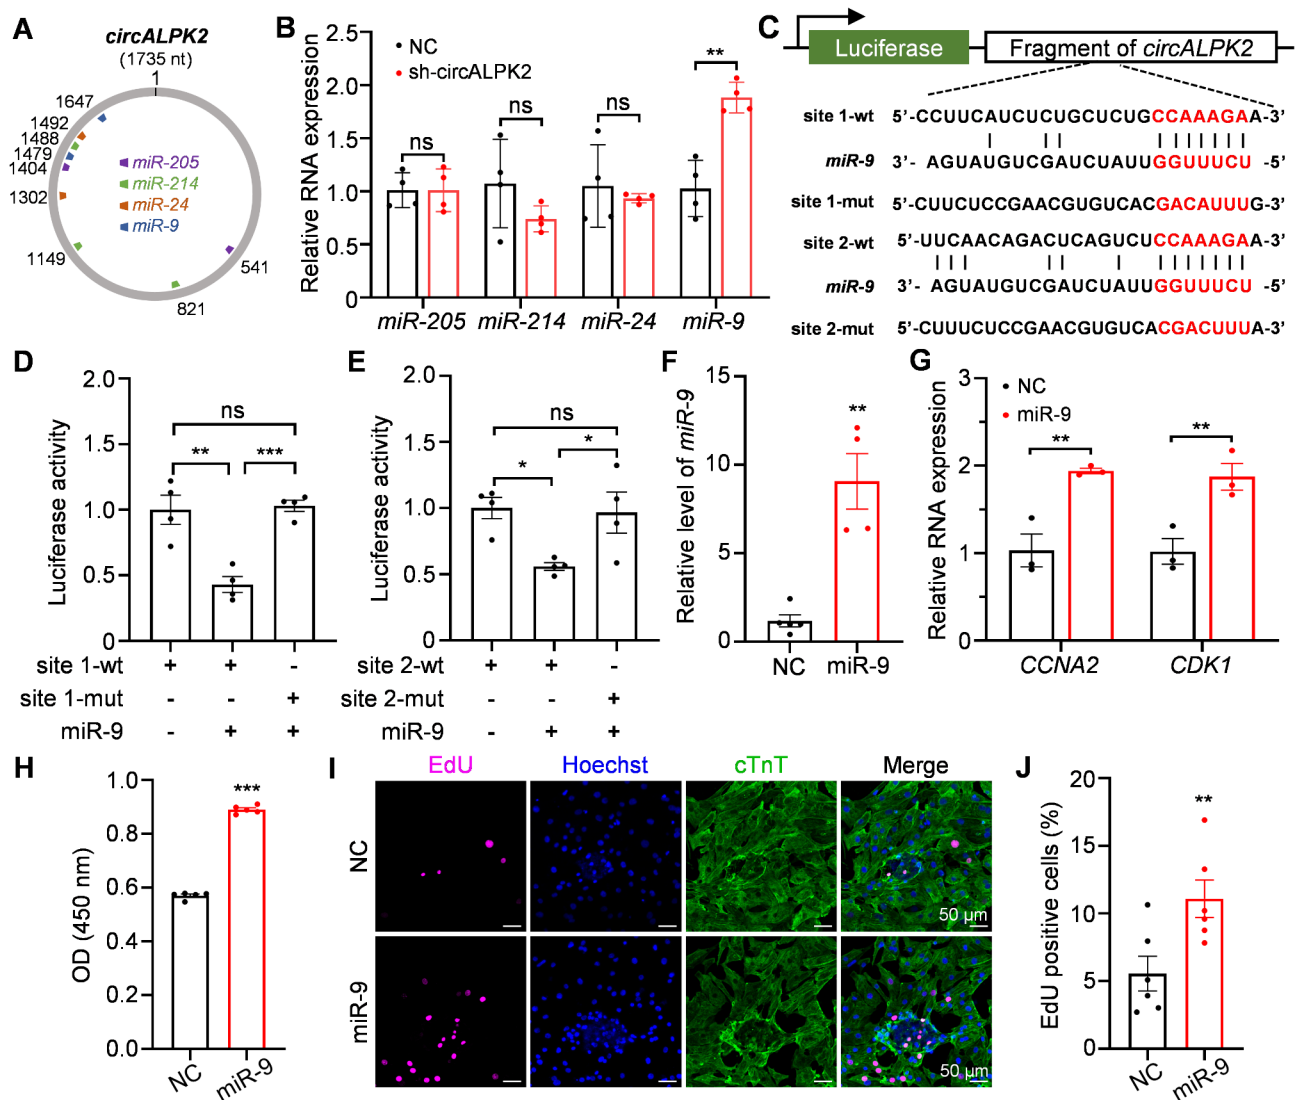 A
circALPK2
(1735 nt)
1
1647
1492
1488
1479
1404
1302
1149
821
541
miR-205
miR-214
miR-24
miR-9
B
Relative RNA expression
2.5
2.0
1.5
1.0
0.5
0
NC
sh-circALPK2
ns
ns
ns
**
miR-205 miR-214 miR-24 miR-9
C
Luciferase
Fragment of circALPK2
site 1-wt 5'-CCUUCAUCUCUGCUCUGCCAAAGAA-3'
miR-9 3'- AGUAUGUCGAUCUAUUGGUUUCU -5'
site 1-mut 5'-CUUCUCCGAACGUGUCACGACAUUUG-3'
site 2-wt 5'-UUCAACAGACUCAGUCUCCAAAGAA-3'
miR-9 3'- AGUAUGUCGAUCUAUUGGUUUCU -5'
site 2-mut 5'-CUUUCUCCGAACGUGUCACGACUUUA-3'
D
Luciferase activity
2.0
1.5
1.0
0.5
0
ns
** ***
site 1-wt + + -
site 1-mut - - +
miR-9 - + +
E
Luciferase activity
2.0
1.5
1.0
0.5
0
ns
* *
site 2-wt + + -
site 2-mut - - +
miR-9 - + +
F
Relative level of miR-9
15
10
5
0
**
NC miR-9
G
Relative RNA expression
3
2
1
0
NC
miR-9
** **
CCNA2 CDK1
H
OD (450 nm)
1.0
0.8
0.6
0.4
0.2
0.0
***
NC miR-9
I
EdU Hoechst cTnT Merge
NC
50 µm
miR-9
50 µm
J
EdU positive cells (%)
20
15
10
5
0
**
NC miR-9